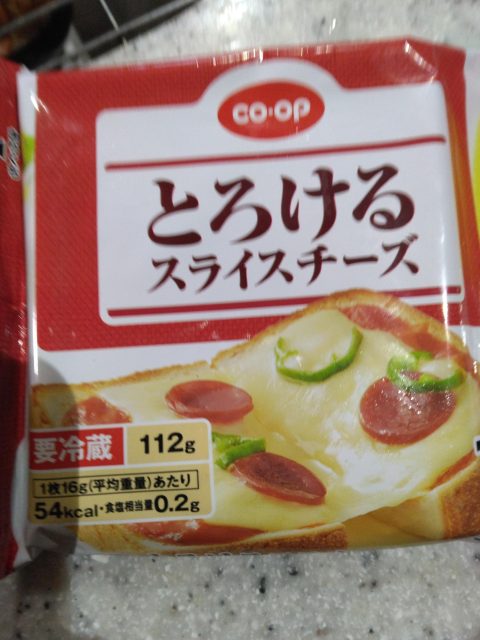 co·op
とろける
スライスチーズ
要冷蔵 112g
1枚16g(平均重量)あたり
54kcal・食塩相当量0.2g